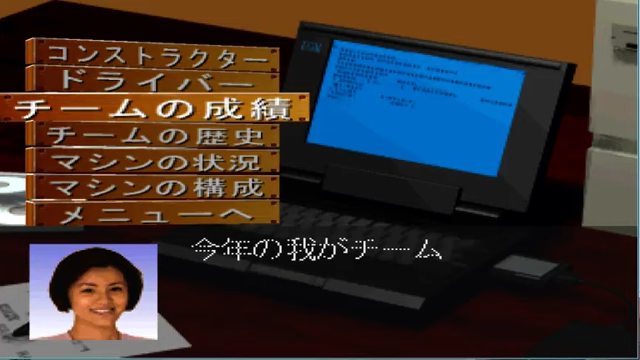 コンストラクター
ドライバー
チームの成績
チームの歴史
マシンの状況
マシンの構成
メニューへ
今年の我がチーム